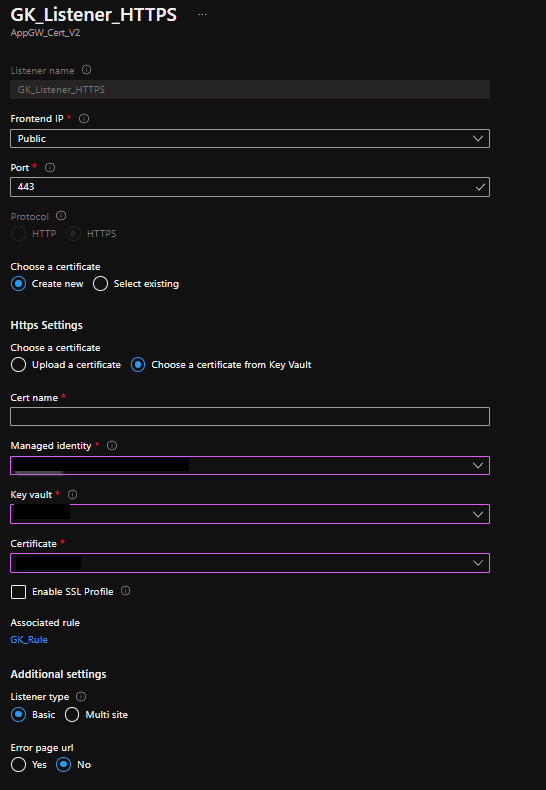 GK_Listener_HTTPS ...
AppGW_Cert_V2
Listener name
GK_Listener_HTTPS
Frontend IP *
Public
Port *
443
Protocol
HTTP HTTPS
Choose a certificate
Create new Select existing
Https Settings
Choose a certificate
Upload a certificate Choose a certificate from Key Vault
Cert name *
Managed identity *
Key vault *
Certificate *
Enable SSL Profile
Associated rule
GK_Rule
Additional settings
Listener type
Basic Multi site
Error page url
Yes No